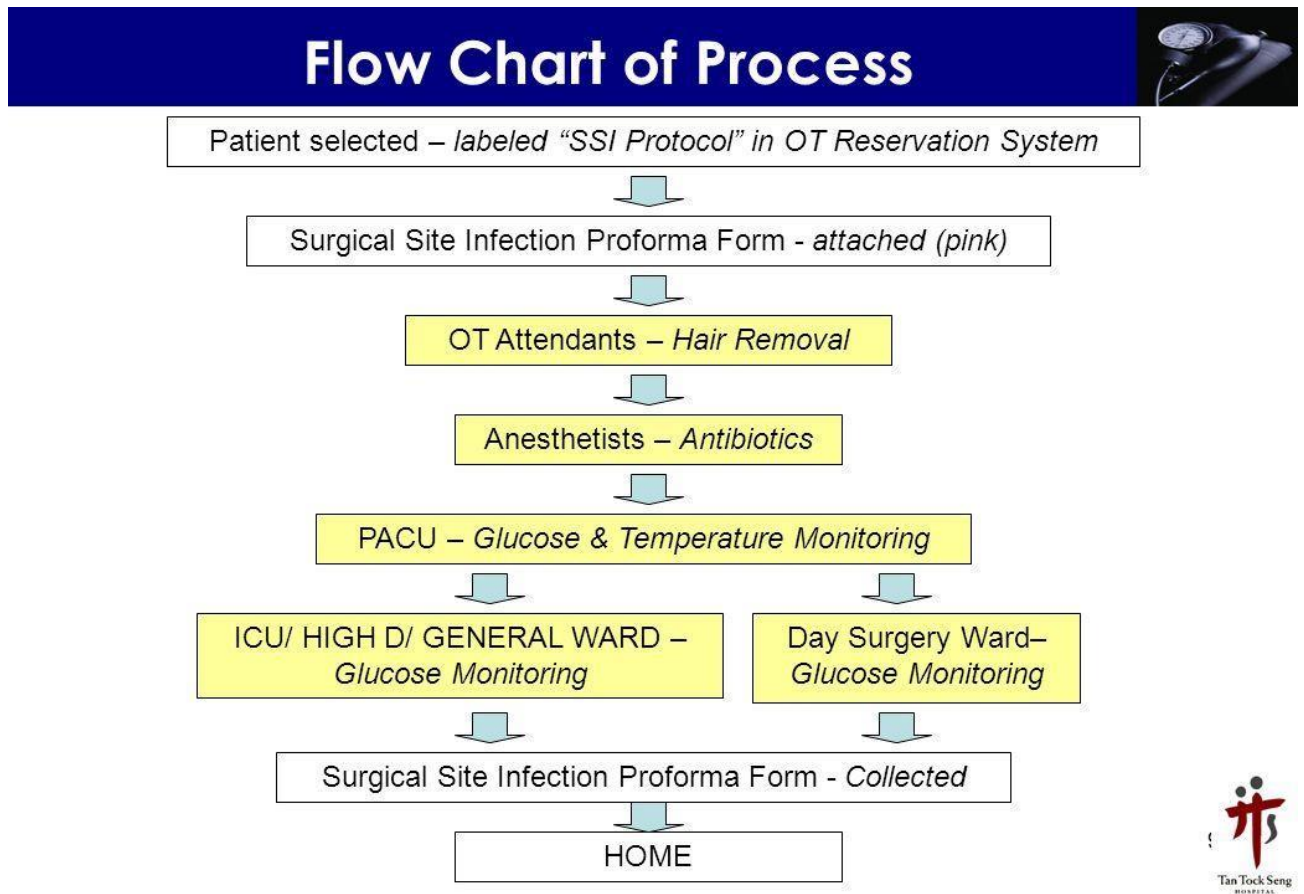 Flow Chart of Process
Patient selected – labeled “SSI Protocol” in OT Reservation System
Surgical Site Infection Proforma Form - attached (pink)
OT Attendants – Hair Removal
Anesthetists – Antibiotics
PACU – Glucose & Temperature Monitoring
ICU/ HIGH D/ GENERAL WARD –
Glucose Monitoring
Day Surgery Ward–
Glucose Monitoring
Surgical Site Infection Proforma Form - Collected
HOME
Tan Tock Seng
HOSPITAL